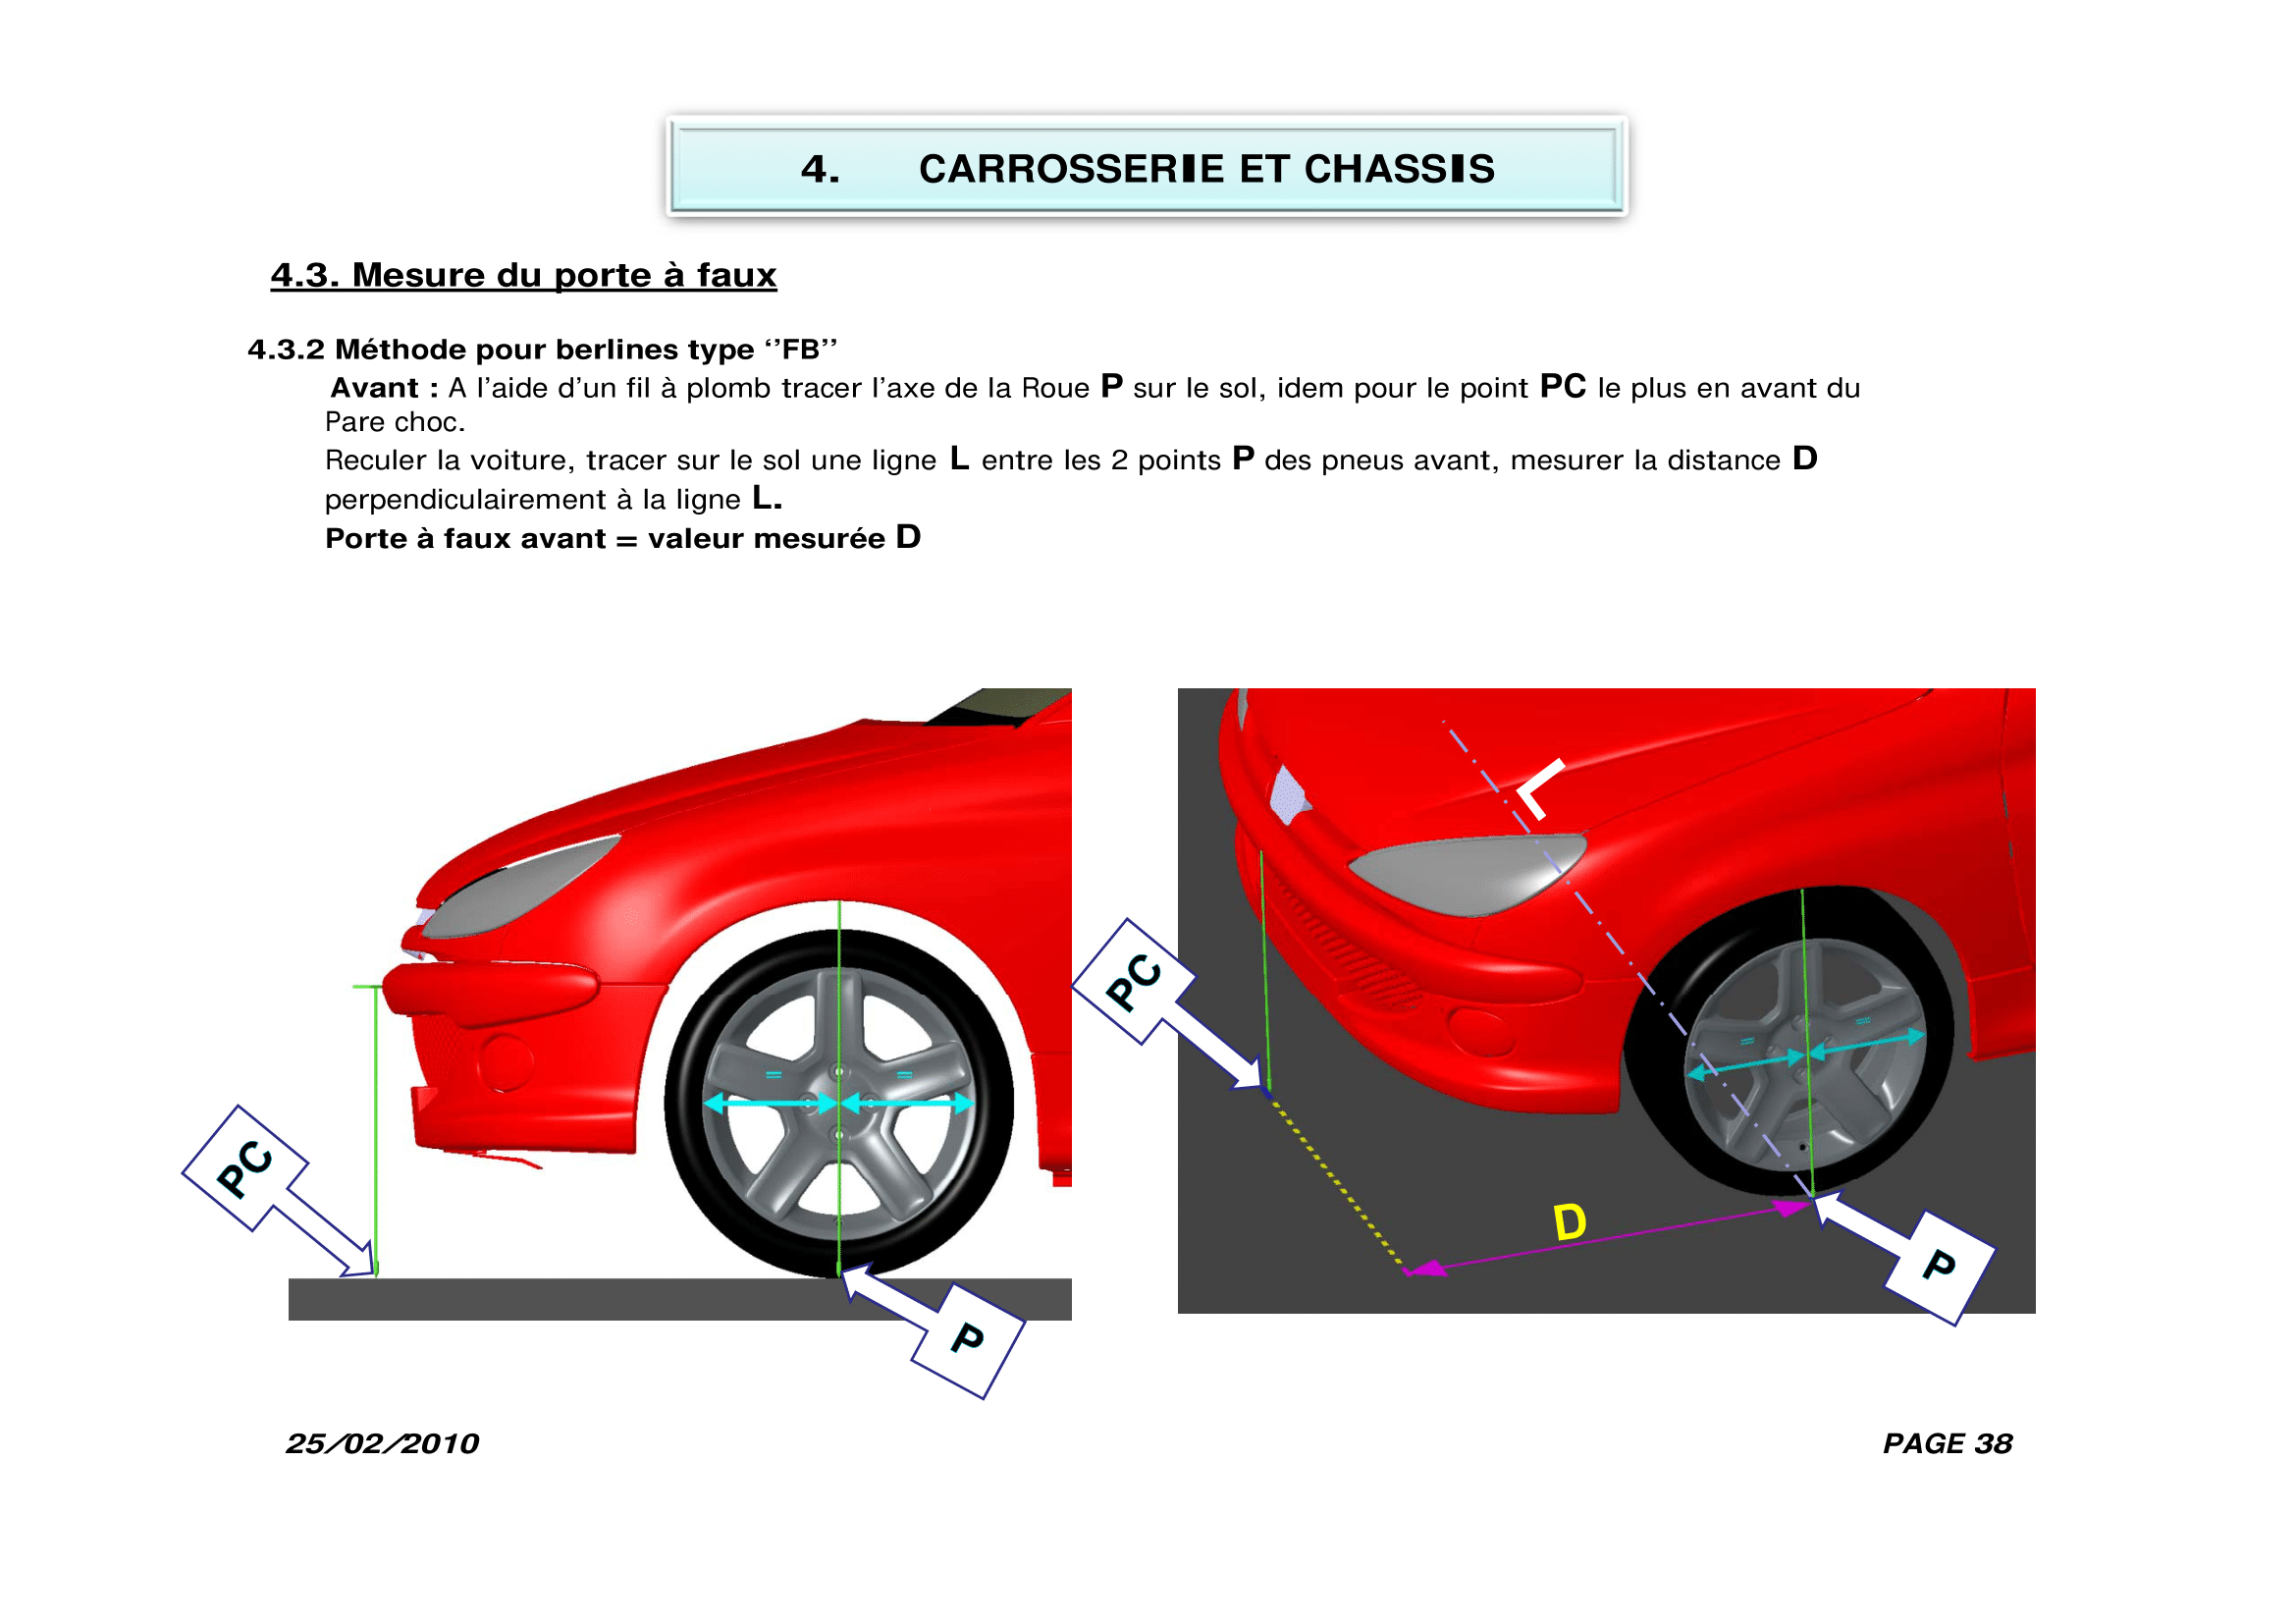 4. CARROSSERIE ET CHASSIS
4.3. Mesure du porte à faux
4.3.2 Méthode pour berlines type ‘’FB’’
Avant : A l’aide d’un fil à plomb tracer l’axe de la Roue P sur le sol, idem pour le point PC le plus en avant du
Pare choc.
Reculer la voiture, tracer sur le sol une ligne L entre les 2 points P des pneus avant, mesurer la distance D
perpendiculairement à la ligne L.
Porte à faux avant = valeur mesurée D
L
PC
=
=
=
=
PC
D
P
P
25/02/2010
PAGE 38